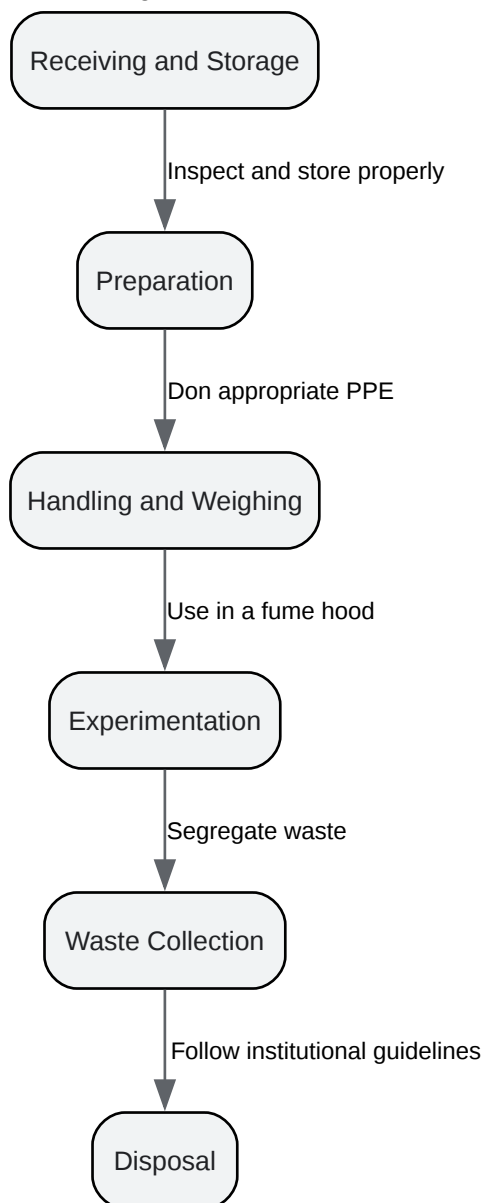 Receiving and Storage
Inspect and store properly
Preparation
Don appropriate PPE
Handling and Weighing
Use in a fume hood
Experimentation
Segregate waste
Waste Collection
Follow institutional guidelines
Disposal